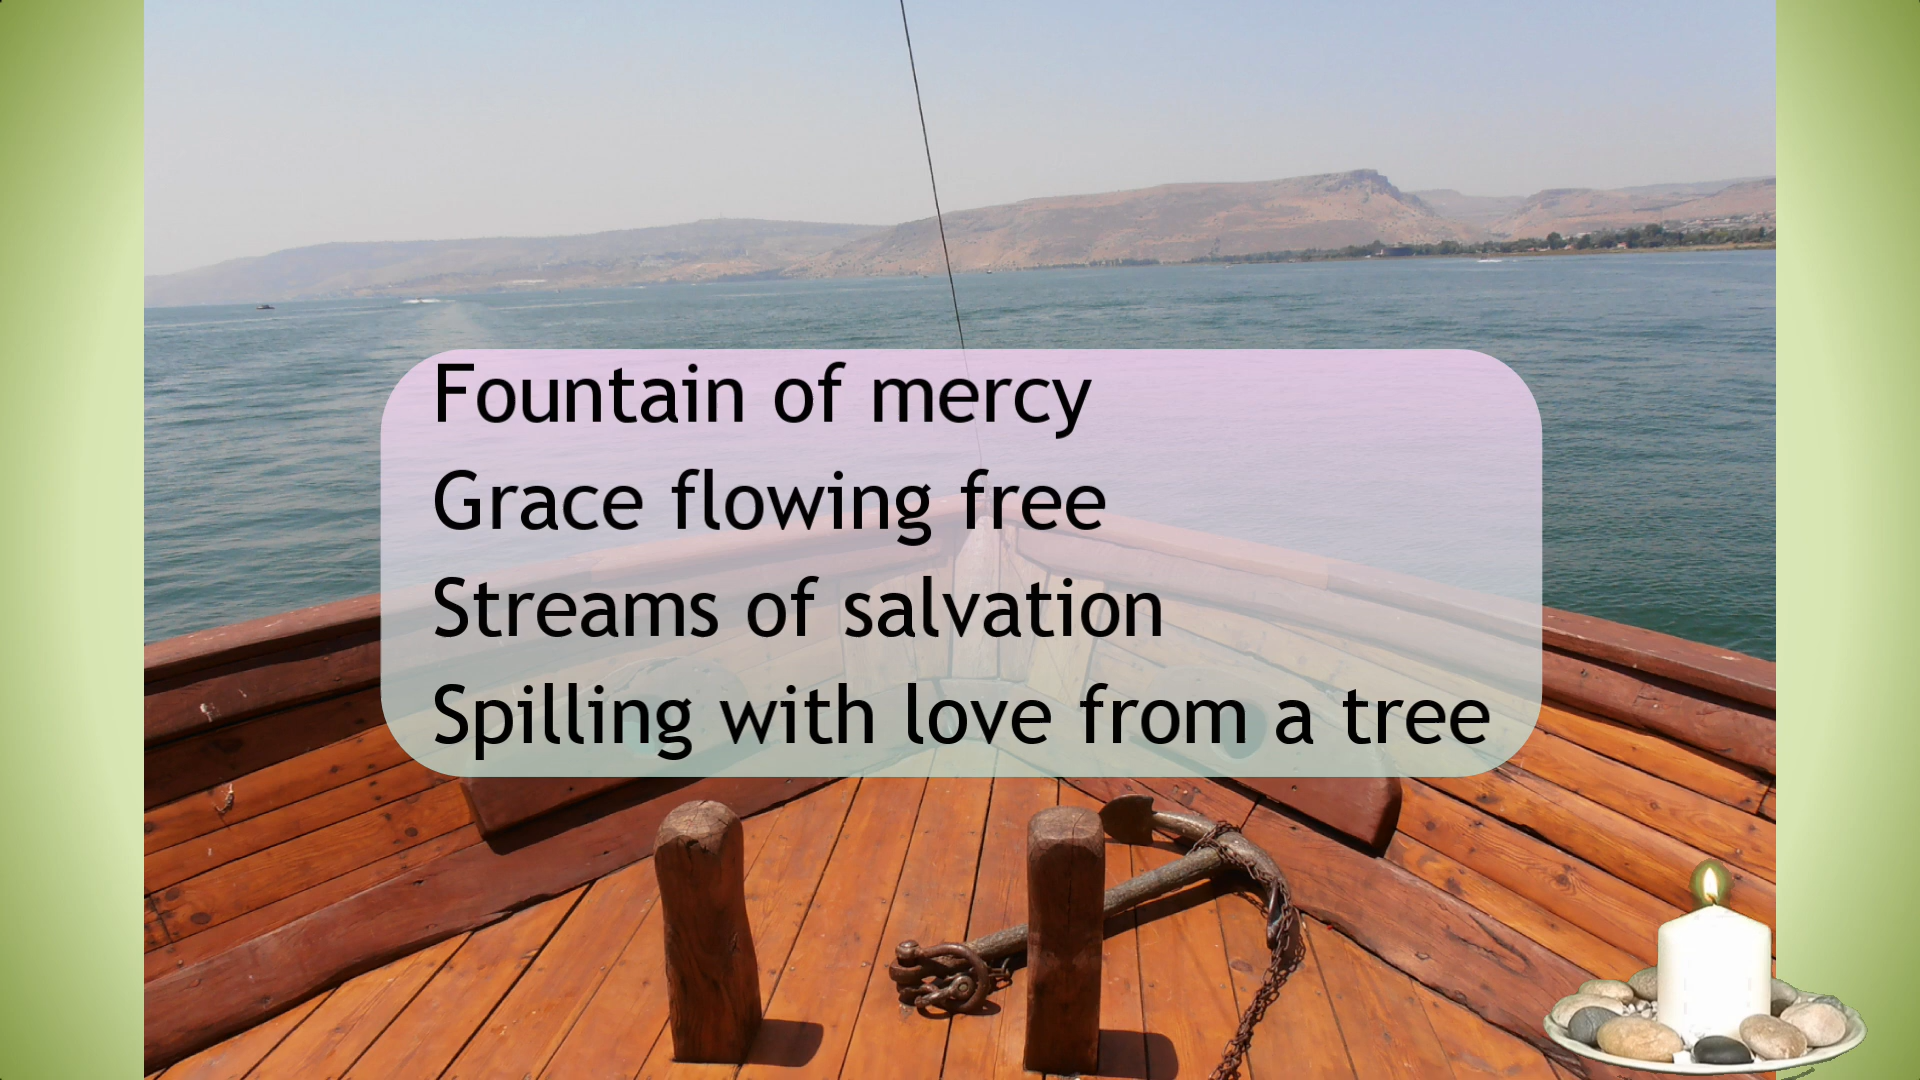 Fountain of mercy
Grace flowing free
Streams of salvation
Spilling with love from a tree